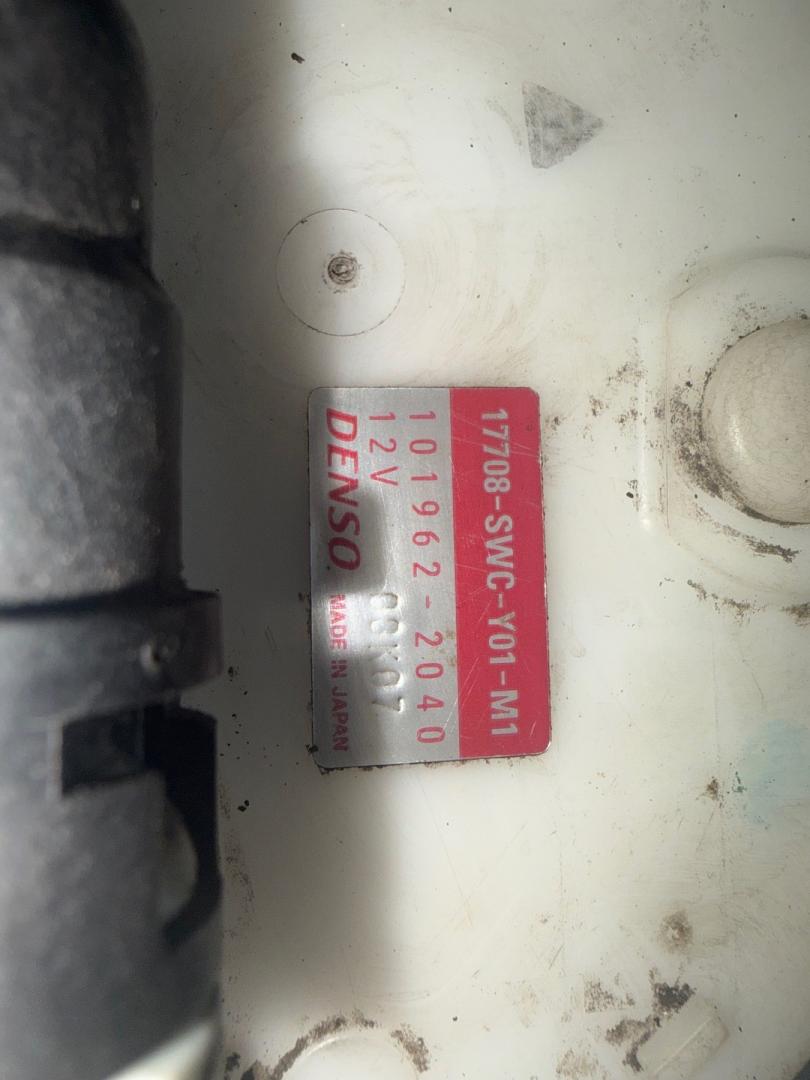 17708-SWC-Y01-M1
101962-2040
12V
DENSO MADE IN JAPAN